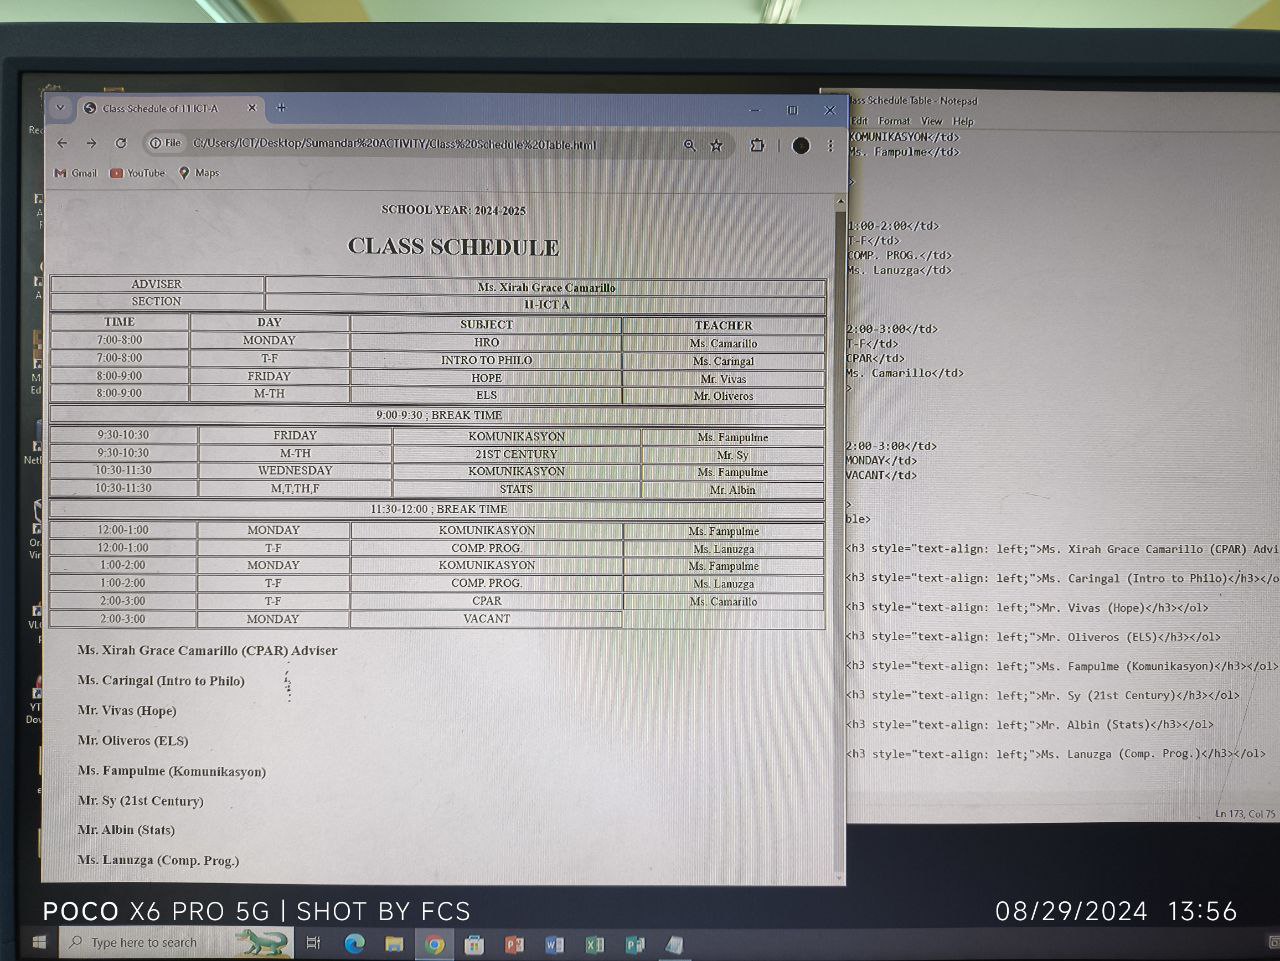 Class Schedule of 11 ICT-A
File C:/Users/ICT/Desktop/Sumandar%20ACTIVITY/Class%20Schedule%20Table.html
Gmail YouTube Maps
SCHOOL YEAR: 2024-2025
CLASS SCHEDULE
ADVISER Ms. Xirah Grace Camarillo
SECTION 11-ICT A
TIME DAY SUBJECT TEACHER
7:00-8:00 MONDAY HRO Ms. Camarillo
7:00-8:00 T-F INTRO TO PHILO Ms. Caringal
8:00-9:00 FRIDAY HOPE Mr. Vivas
8:00-9:00 M-TH ELS Mr. Oliveros
9:00-9:30 ; BREAK TIME
9:30-10:30 FRIDAY KOMUNIKASYON Ms. Fampulme
9:30-10:30 M-TH 21ST CENTURY Mr. Sy
10:30-11:30 WEDNESDAY KOMUNIKASYON Ms. Fampulme
10:30-11:30 M,T,TH,F STATS Mr. Albin
11:30-12:00 ; BREAK TIME
12:00-1:00 MONDAY KOMUNIKASYON Ms. Fampulme
12:00-1:00 T-F COMP. PROG. Ms. Lanuzga
1:00-2:00 MONDAY KOMUNIKASYON Ms. Fampulme
1:00-2:00 T-F COMP. PROG. Ms. Lanuzga
2:00-3:00 T-F CPAR Ms. Camarillo
2:00-3:00 MONDAY VACANT
Ms. Xirah Grace Camarillo (CPAR) Adviser
Ms. Caringal (Intro to Philo)
Mr. Vivas (Hope)
Mr. Oliveros (ELS)
Ms. Fampulme (Komunikasyon)
Mr. Sy (21st Century)
Mr. Albin (Stats)
Ms. Lanuzga (Comp. Prog.)
ass Schedule Table - Notepad
Edit Format View Help
KOMUNIKASYON</td>
Ms. Fampulme</td>
>
1:00-2:00</td>
T-F</td>
COMP. PROG.</td>
Ms. Lanuzga</td>
2:00-3:00</td>
T-F</td>
CPAR</td>
Ms. Camarillo</td>
>
2:00-3:00</td>
MONDAY</td>
VACANT</td>
>
ble>
<h3 style="text-align: left;">Ms. Xirah Grace Camarillo (CPAR) Advi
<h3 style="text-align: left;">Ms. Caringal (Intro to Philo)</h3></o
<h3 style="text-align: left;">Mr. Vivas (Hope)</h3></ol>
<h3 style="text-align: left;">Mr. Oliveros (ELS)</h3></ol>
<h3 style="text-align: left;">Ms. Fampulme (Komunikasyon)</h3></ol>
<h3 style="text-align: left;">Mr. Sy (21st Century)</h3></ol>
<h3 style="text-align: left;">Mr. Albin (Stats)</h3></ol>
<h3 style="text-align: left;">Ms. Lanuzga (Comp. Prog.)</h3></ol>
Ln 173, Col 75
POCO X6 PRO 5G | SHOT BY FCS
08/29/2024 13:56
Type here to search